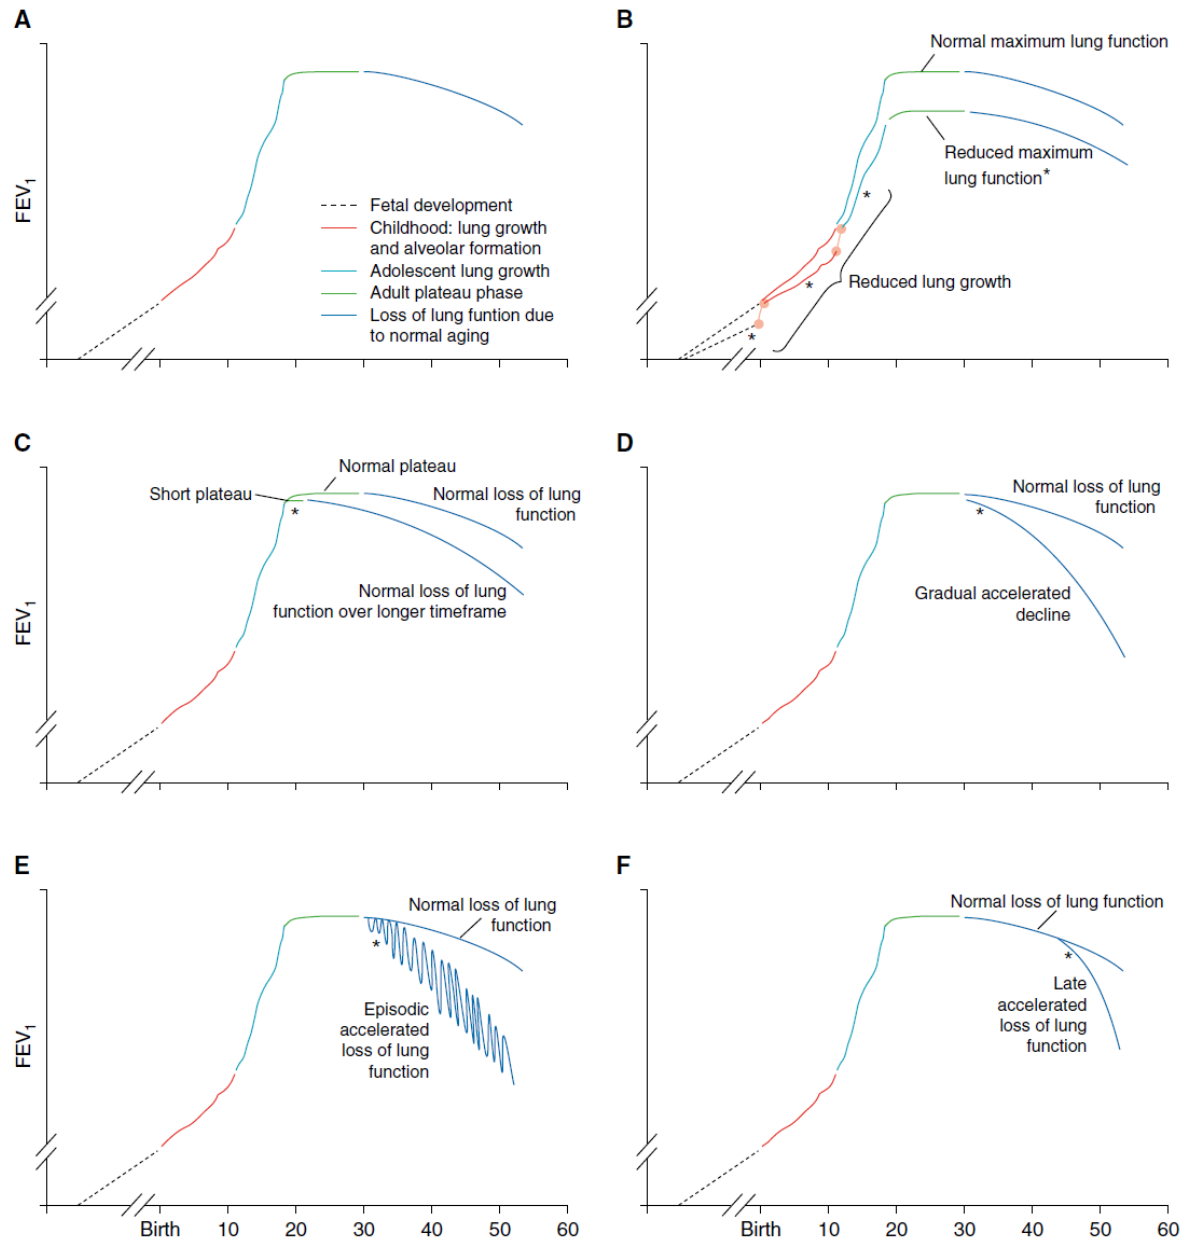 A
FEV1
Fetal development
Childhood: lung growth
and alveolar formation
Adolescent lung growth
Adult plateau phase
Loss of lung funtion due
to normal aging
B
Normal maximum lung function
Reduced maximum
lung function*
*
Reduced lung growth
*
*
C
FEV1
Normal plateau
Short plateau
Normal loss of lung
function
*
Normal loss of lung
function over longer timeframe
D
Normal loss of lung
function
*
Gradual accelerated
decline
E
FEV1
Normal loss of lung
function
*
Episodic
accelerated
loss of lung
function
Birth 10 20 30 40 50 60
F
Normal loss of lung function
*
Late
accelerated
loss of lung
function
Birth 10 20 30 40 50 60